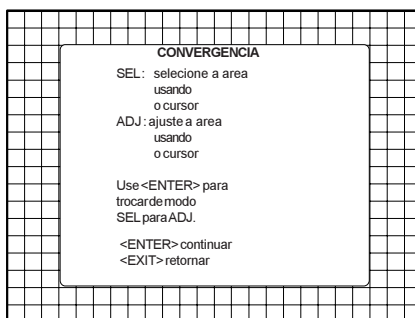 CONVERGENCIA
SEL: selecione a area
usando
o cursor
ADJ: ajuste a area
usando
o cursor
Use <ENTER> para
trocar de modo
SEL para ADJ.
<ENTER> continuar
<EXIT> retornar